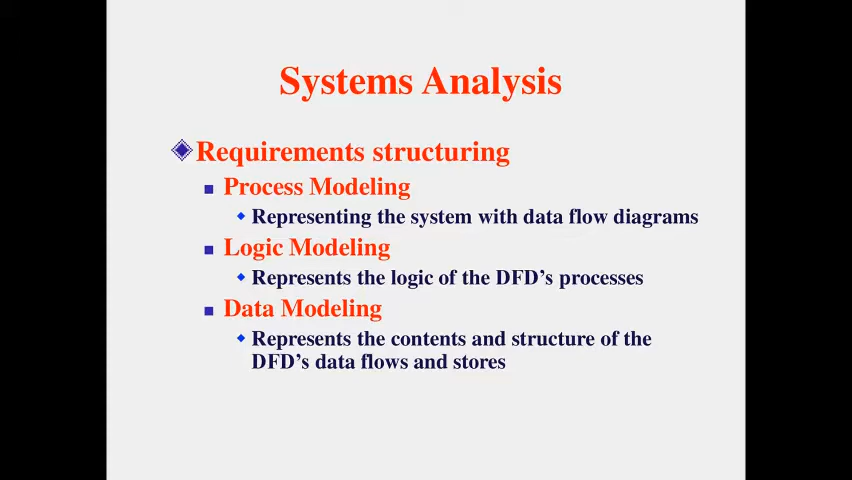 Systems Analysis
Requirements structuring
Process Modeling
Representing the system with data flow diagrams
Logic Modeling
Represents the logic of the DFD's processes
Data Modeling
Represents the contents and structure of the
DFD's data flows and stores